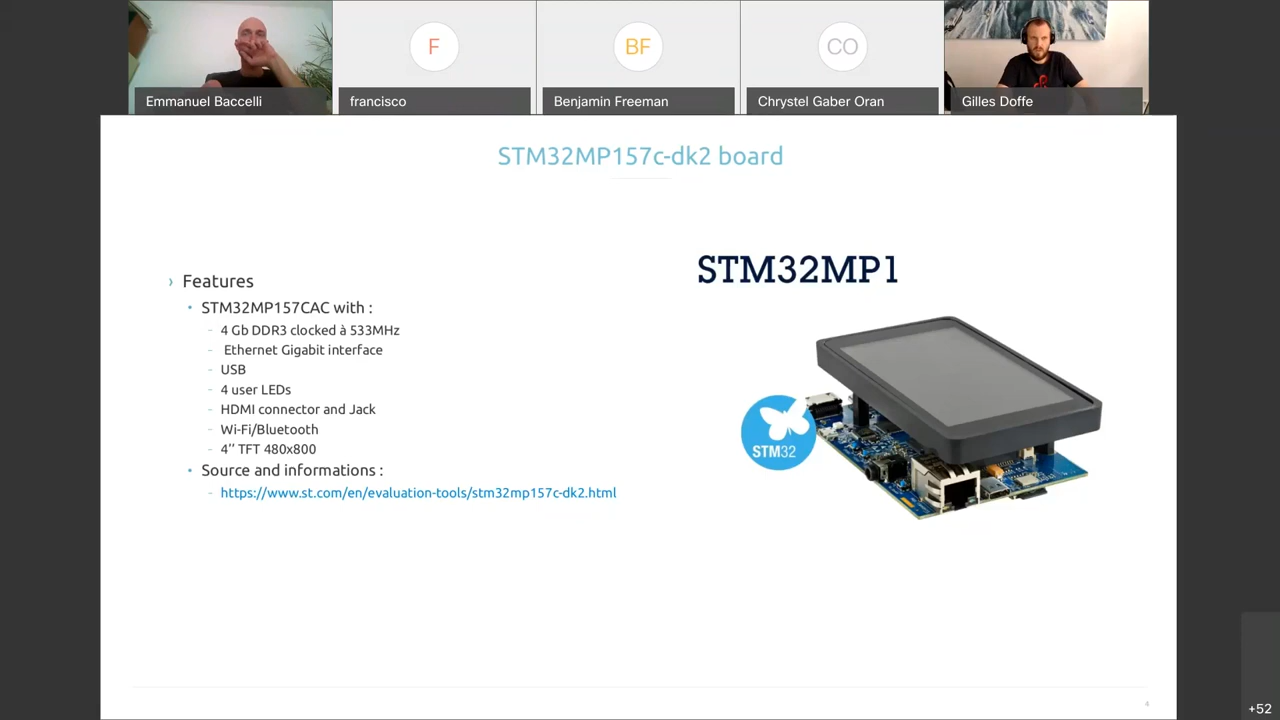 F
BF
CO
Emmanuel Baccelli
francisco
Benjamin Freeman
Chrystel Gaber Oran
Gilles Doffe
STM32MP157c-dk2 board
› Features
• STM32MP157CAC with :
- 4 Gb DDR3 clocked à 533MHz
- Ethernet Gigabit interface
- USB
- 4 user LEDs
- HDMI connector and Jack
- Wi-Fi/Bluetooth
- 4’’ TFT 480x800
• Source and informations :
- https://www.st.com/en/evaluation-tools/stm32mp157c-dk2.html
STM32MP1
STM32
4
+52